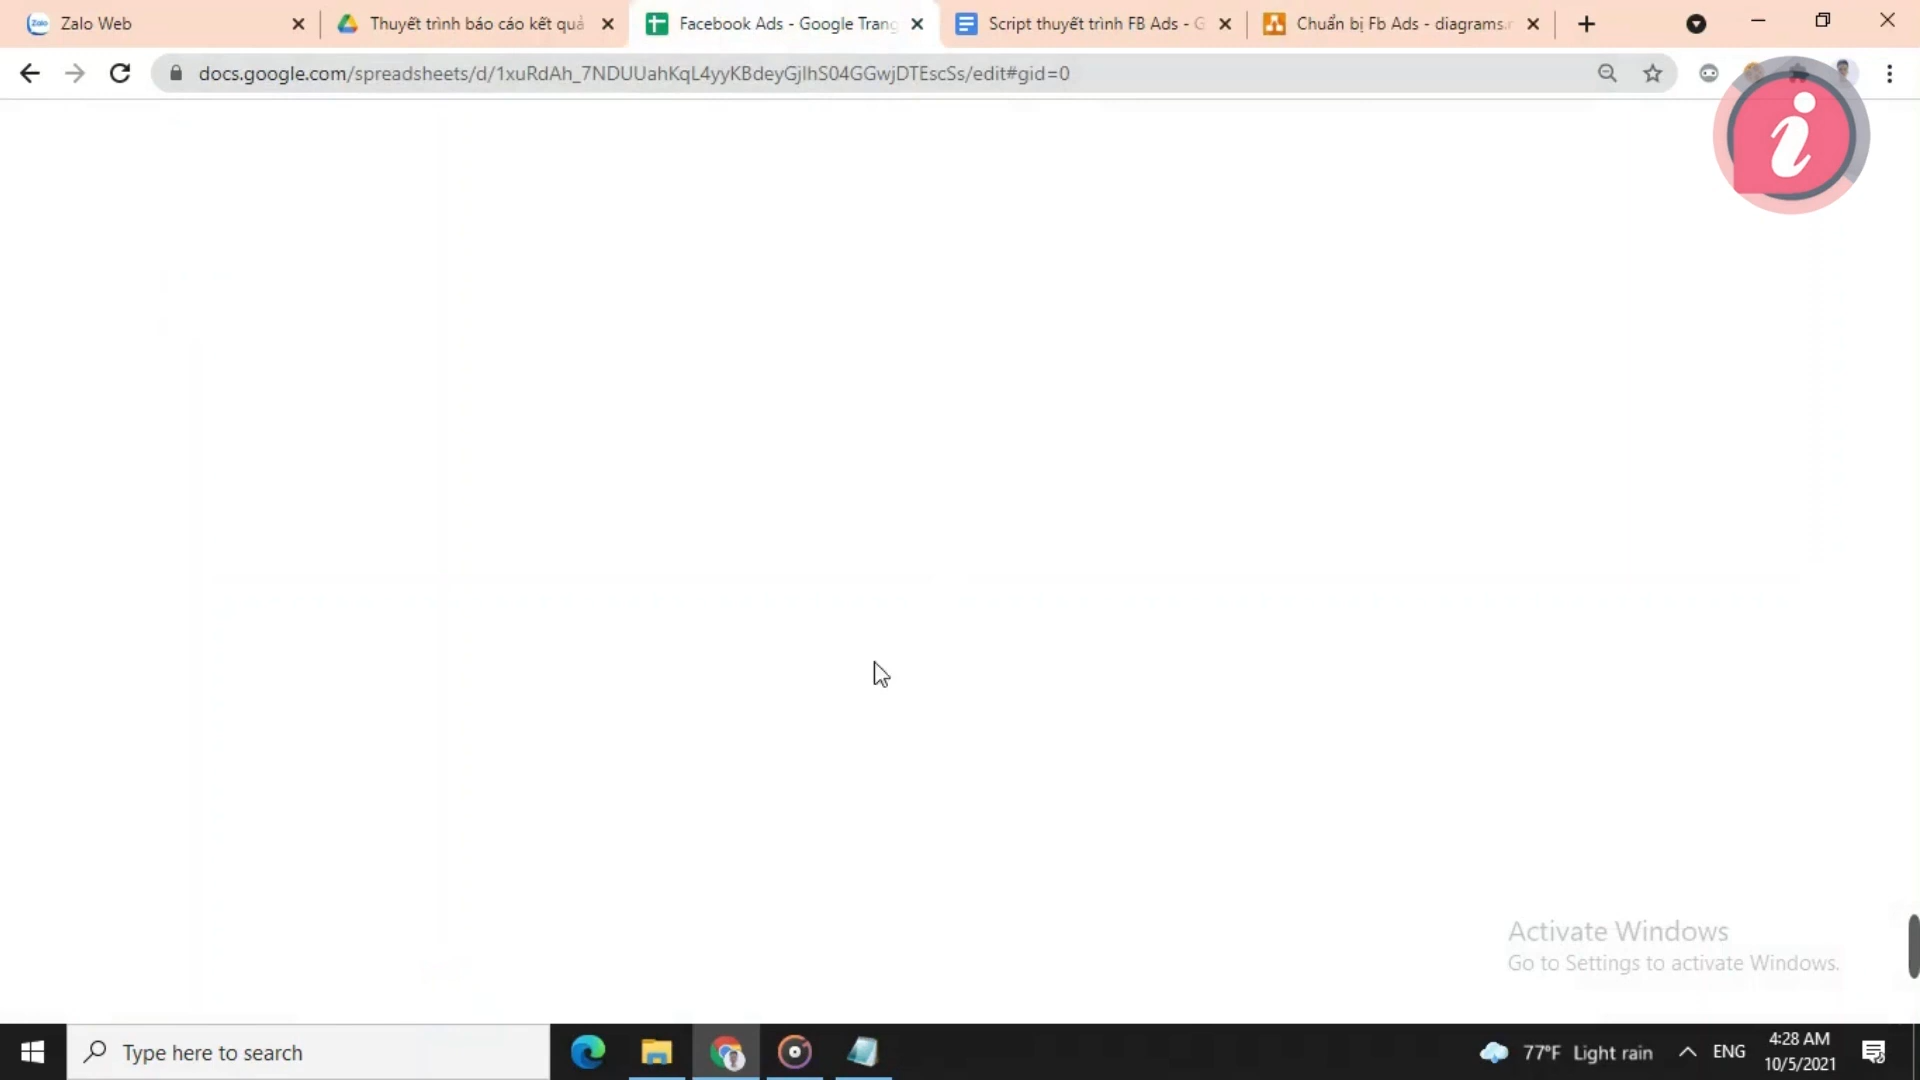 Zalo Web
Thuyết trình báo cáo kết quả
Facebook Ads - Google Trang
Script thuyết trình FB Ads - G
Chuẩn bị Fb Ads - diagrams.n
docs.google.com/spreadsheets/d/1xuRdAh_7NDUUahKqL4yyKBdeyGjlhS04GGwjDTEscSs/edit#gid=0
i
Activate Windows
Go to Settings to activate Windows.
Type here to search
77°F Light rain
ENG
4:28 AM
10/5/2021